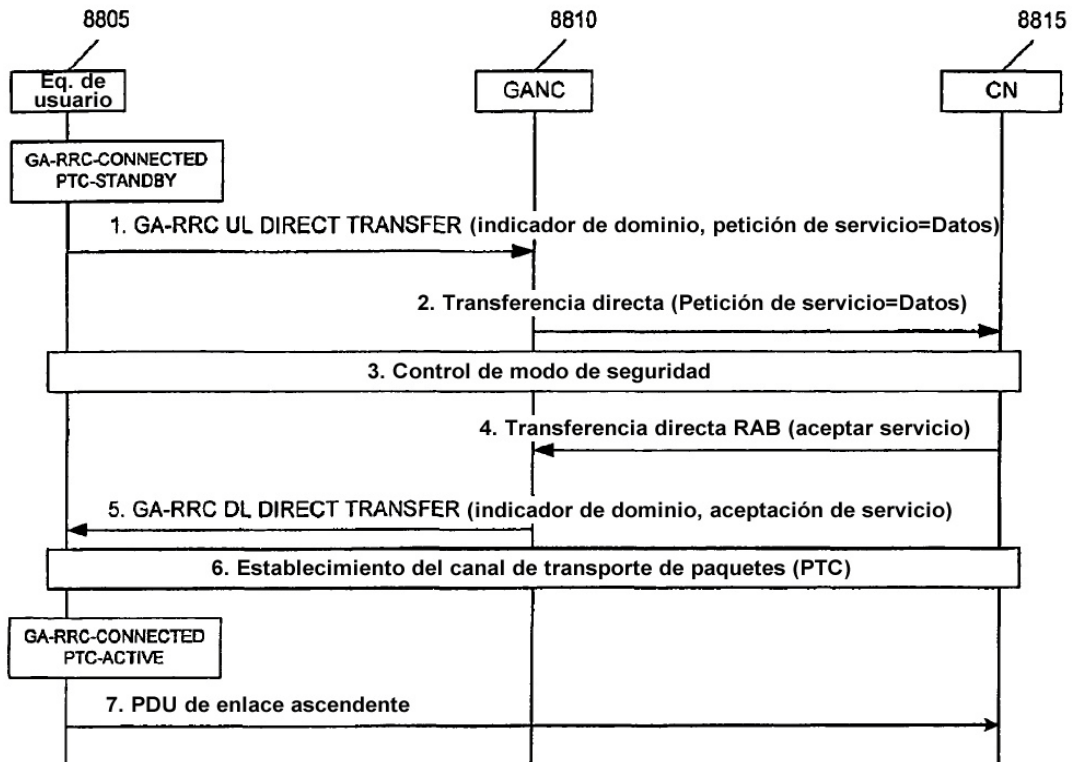 8805
8810
8815
Eq. de
usuario
GANC
CN
GA-RRC-CONNECTED
PTC-STANDBY
1. GA-RRC UL DIRECT TRANSFER (indicador de dominio, petición de servicio=Datos)
2. Transferencia directa (Petición de servicio=Datos)
3. Control de modo de seguridad
4. Transferencia directa RAB (aceptar servicio)
5. GA-RRC DL DIRECT TRANSFER (indicador de dominio, aceptación de servicio)
6. Establecimiento del canal de transporte de paquetes (PTC)
GA-RRC-CONNECTED
PTC-ACTIVE
7. PDU de enlace ascendente